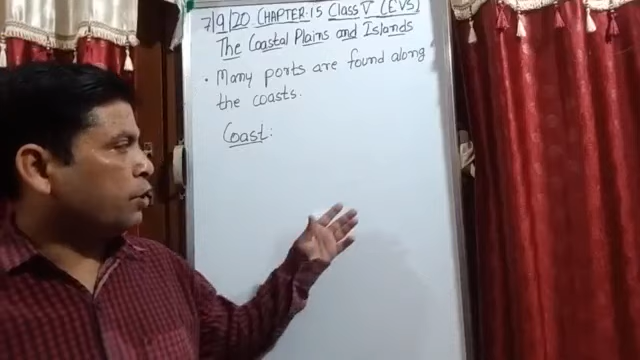 7/9/20 CHAPTER-15 Class V (EVS)
The Coastal Plains and Islands
• Many ports are found along
the coasts.
Coast: